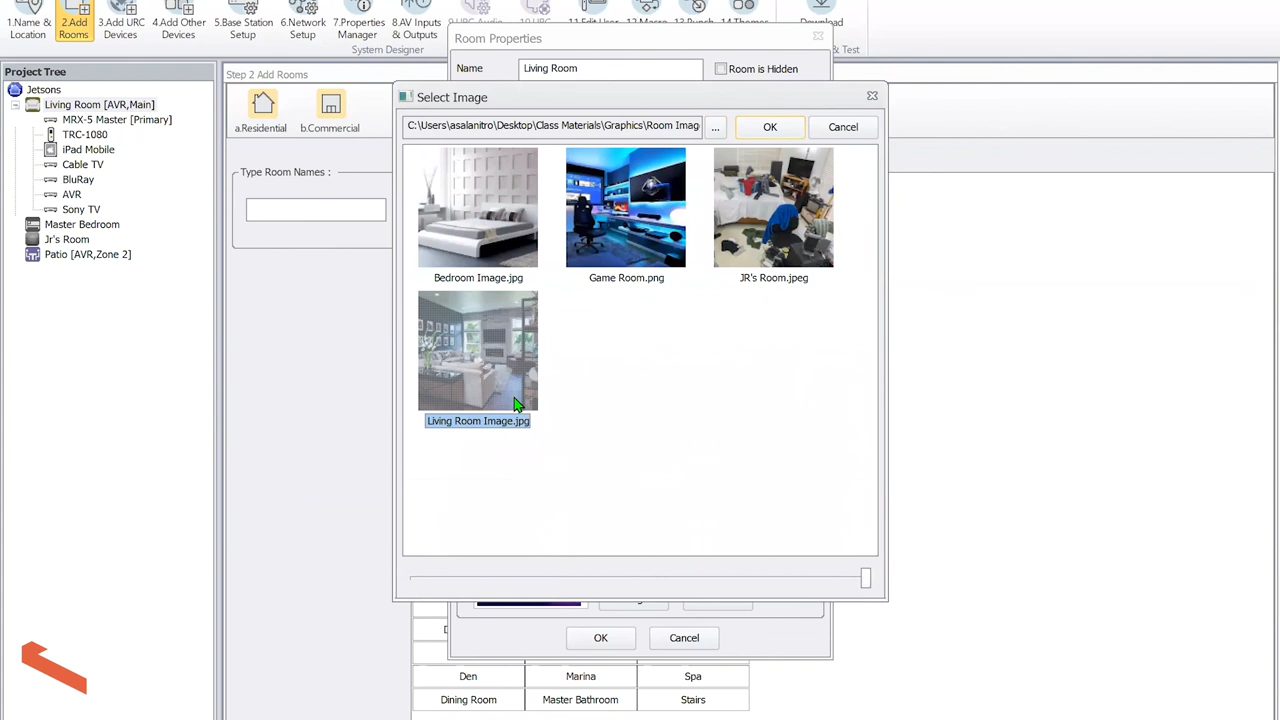 1.Name & Location
2.Add Rooms
3.Add URC Devices
4.Add Other Devices
5.Base Station Setup
6.Network Setup
7.Properties Manager
8.AV Inputs & Outputs
System Designer
Download
& Test
Project Tree
Jetsons
Living Room [AVR,Main]
MRX-5 Master [Primary]
TRC-1080
iPad Mobile
Cable TV
BluRay
AVR
Sony TV
Master Bedroom
Jr's Room
Patio [AVR,Zone 2]
Step 2 Add Rooms
a.Residential
b.Commercial
Type Room Names :
Room Properties
Name
Living Room
Room is Hidden
Select Image
C:\Users\asalanitro\Desktop\Class Materials\Graphics\Room Imag
...
OK
Cancel
Bedroom Image.jpg
Game Room.png
JR's Room.jpeg
Living Room Image.jpg
OK
Cancel
Den
Marina
Spa
Dining Room
Master Bathroom
Stairs